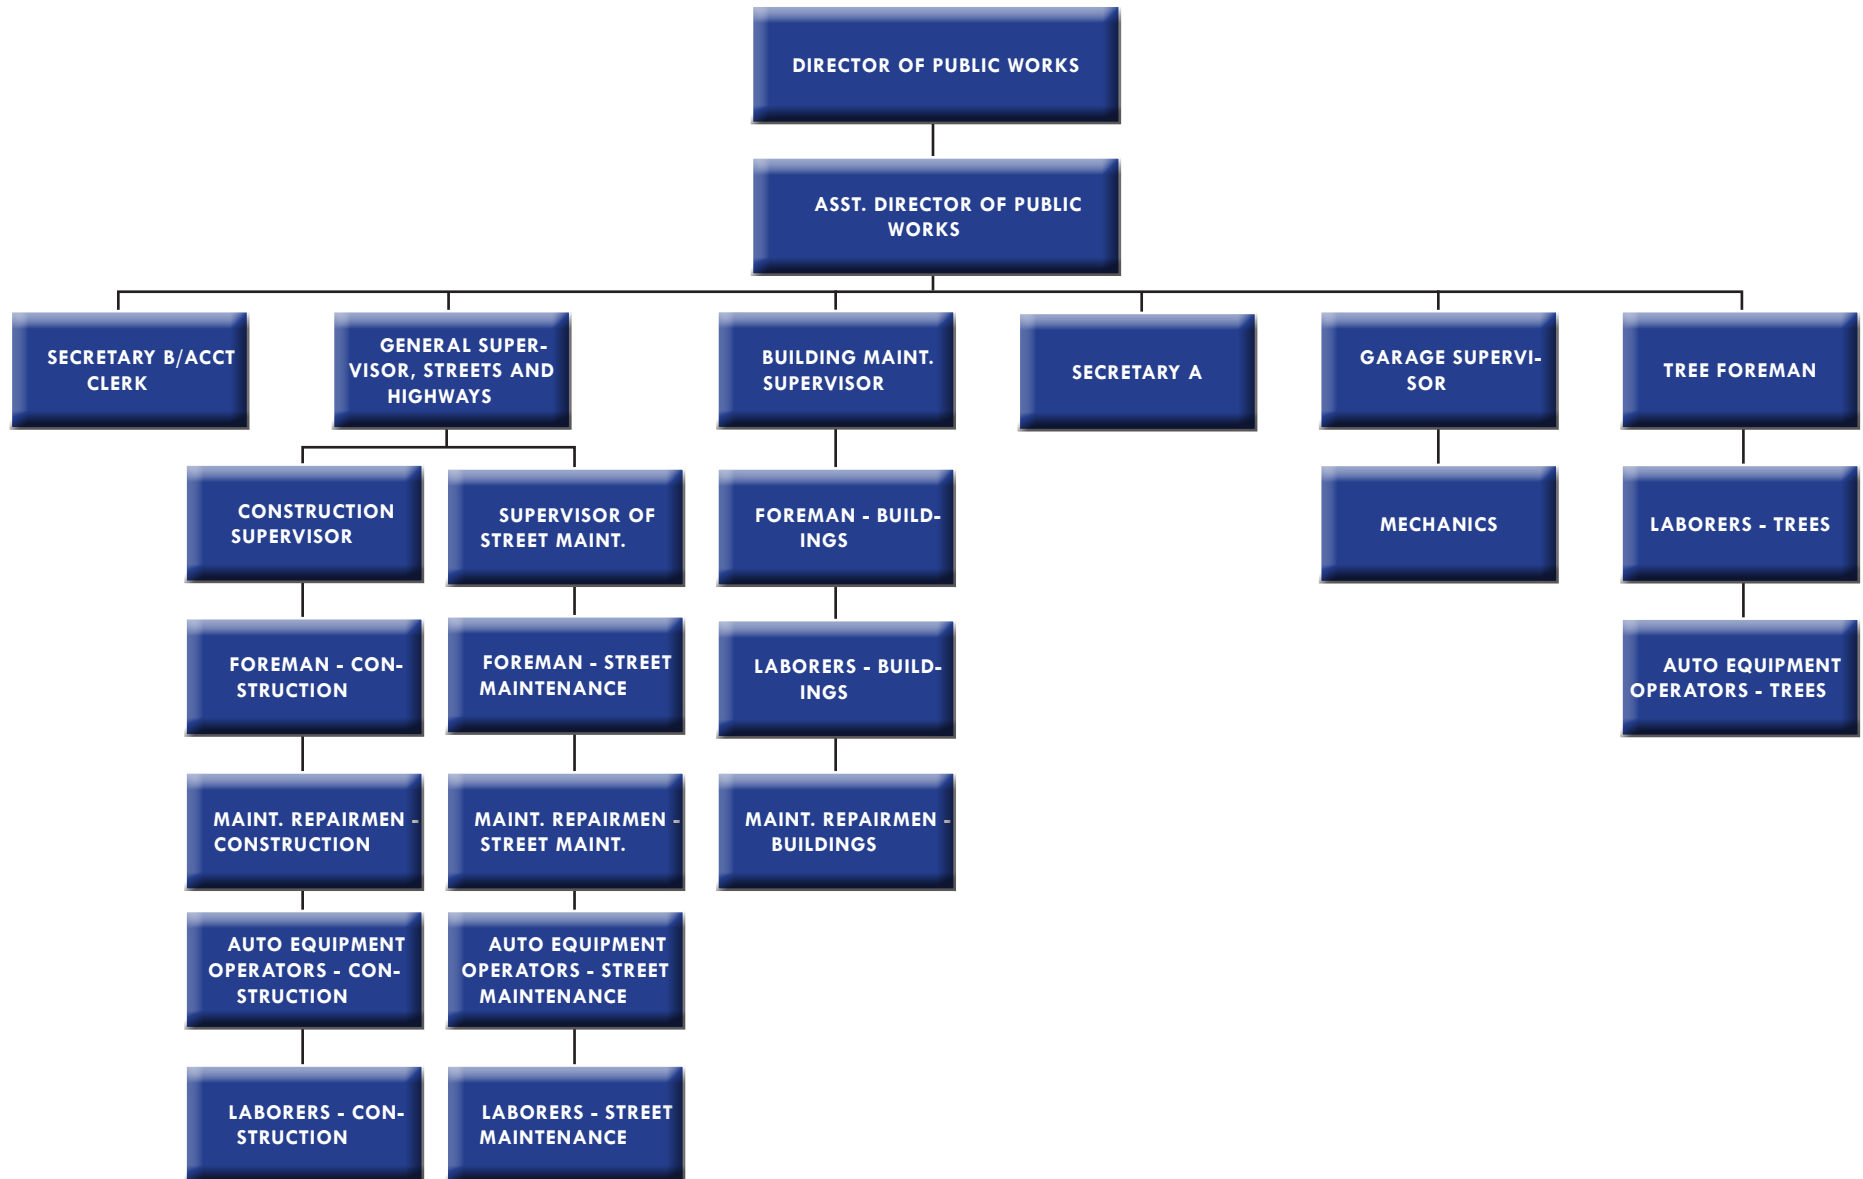 DIRECTOR OF PUBLIC WORKS
ASST. DIRECTOR OF PUBLIC
WORKS
SECRETARY B/ACCT
CLERK
GENERAL SUPER-
VISOR, STREETS AND
HIGHWAYS
BUILDING MAINT.
SUPERVISOR
SECRETARY A
GARAGE SUPERVI-
SOR
TREE FOREMAN
CONSTRUCTION
SUPERVISOR
SUPERVISOR OF
STREET MAINT.
FOREMAN - BUILD-
INGS
MECHANICS
LABORERS - TREES
FOREMAN - CON-
STRUCTION
FOREMAN - STREET
MAINTENANCE
LABORERS - BUILD-
INGS
AUTO EQUIPMENT
OPERATORS - TREES
MAINT. REPAIRMEN -
CONSTRUCTION
MAINT. REPAIRMEN -
STREET MAINT.
MAINT. REPAIRMEN -
BUILDINGS
AUTO EQUIPMENT
OPERATORS - CON-
STRUCTION
AUTO EQUIPMENT
OPERATORS - STREET
MAINTENANCE
LABORERS - CON-
STRUCTION
LABORERS - STREET
MAINTENANCE